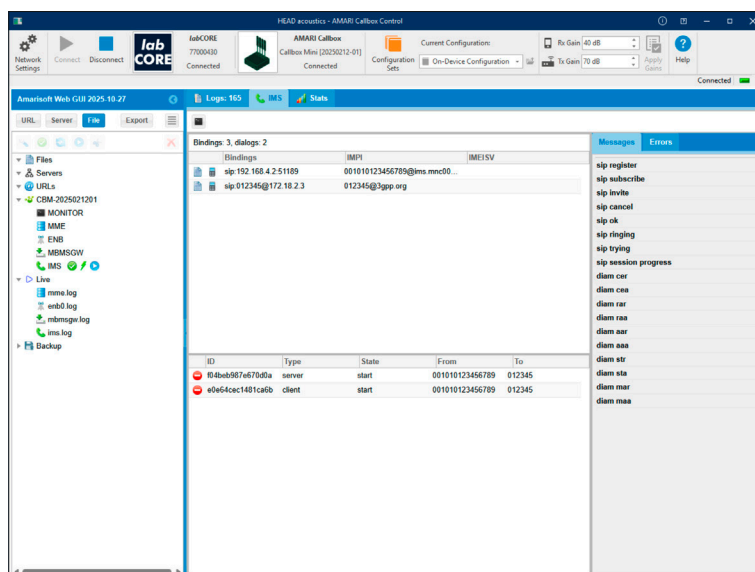 HEAD acoustics - AMARI Callbox Control
Network Settings
Connect
Disconnect
lab CORE
labCORE
77000430
Connected
AMARI Callbox
Callbox Mini [20250212-01]
Connected
Configuration Sets
Current Configuration:
On-Device Configuration
Rx Gain 40 dB
Tx Gain 70 dB
Apply Gains
Help
Connected
Amarisoft Web GUI 2025-10-27
URL
Server
File
Export
Files
Servers
URLs
CBM-2025021201
MONITOR
MME
ENB
MBMSGW
IMS
Live
mme.log
enb0.log
mbmsgw.log
ims.log
Backup
Logs: 165
IMS
Stats
Bindings: 3, dialogs: 2
Bindings IMPI IMEISV
sip:192.168.4.2:51189 001010123456789@ims.mnc00...
sip:012345@172.18.2.3 012345@3gpp.org
ID Type State From To
f04beb987e670d0a server start 001010123456789 012345
e0e64cec1481ca6b client start 001010123456789 012345
Messages
Errors
sip register
sip subscribe
sip invite
sip cancel
sip ok
sip ringing
sip trying
sip session progress
diam cer
diam cea
diam rar
diam raa
diam aar
diam aaa
diam str
diam sta
diam mar
diam maa